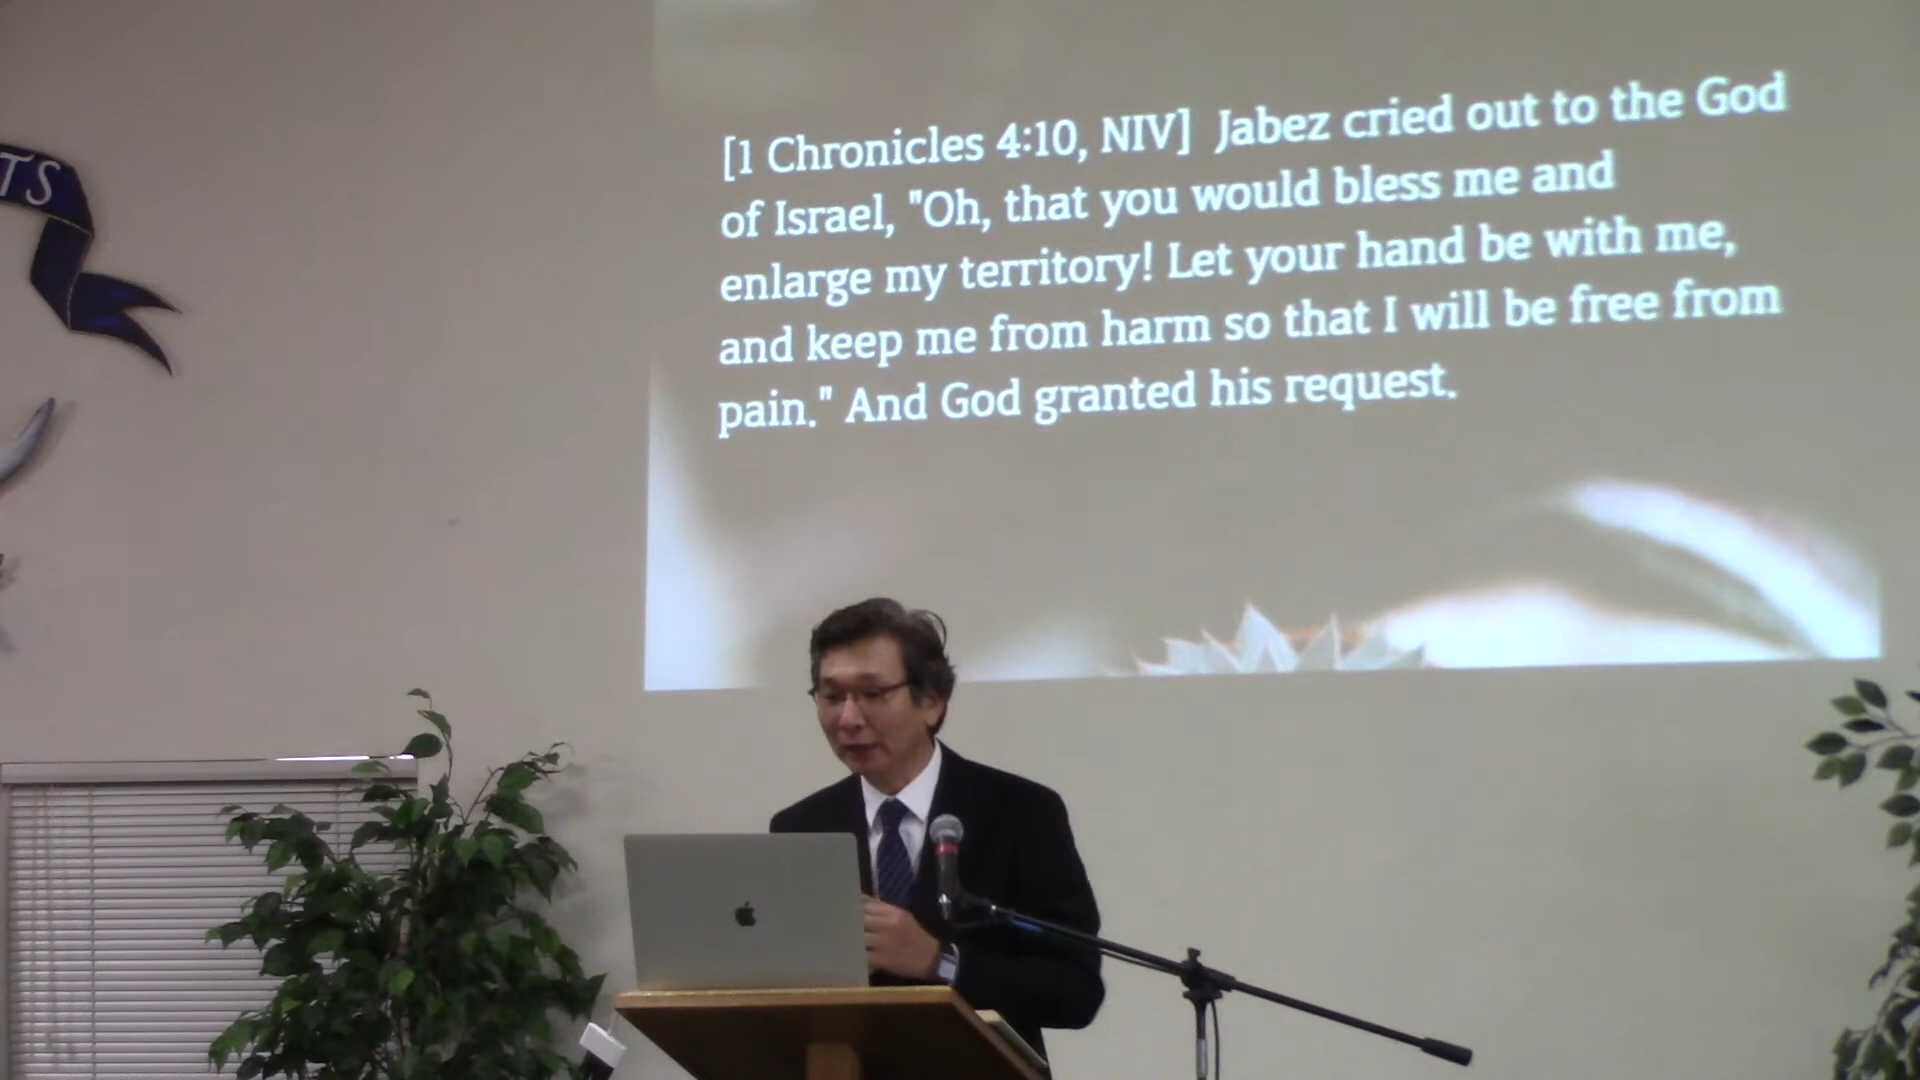 TS
[1 Chronicles 4:10, NIV] Jabez cried out to the God
of Israel, "Oh, that you would bless me and
enlarge my territory! Let your hand be with me,
and keep me from harm so that I will be free from
pain." And God granted his request.